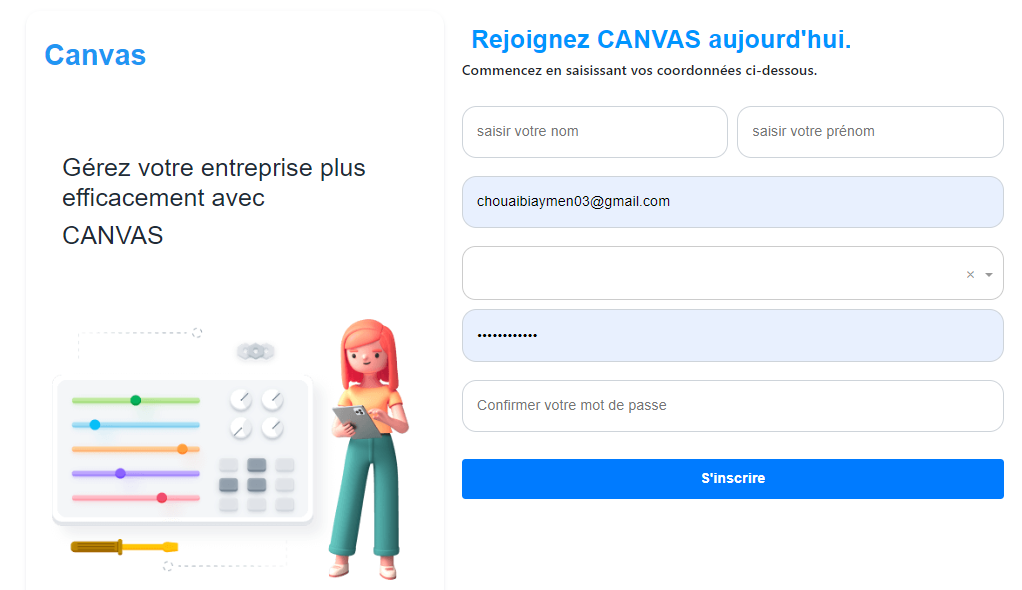 Canvas
Gérez votre entreprise plus
efficacement avec
CANVAS
Rejoignez CANVAS aujourd'hui.
Commencez en saisissant vos coordonnées ci-dessous.
saisir votre nom
saisir votre prénom
chouaibiaymen03@gmail.com
××××××××××××
Confirmer votre mot de passe
S'inscrire